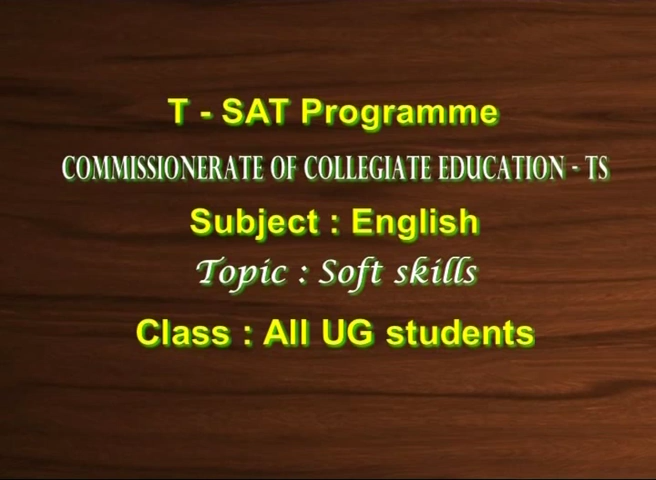 T - SAT Programme
COMMISSIONERATE OF COLLEGIATE EDUCATION - TS
Subject : English
Topic : Soft skills
Class : All UG students